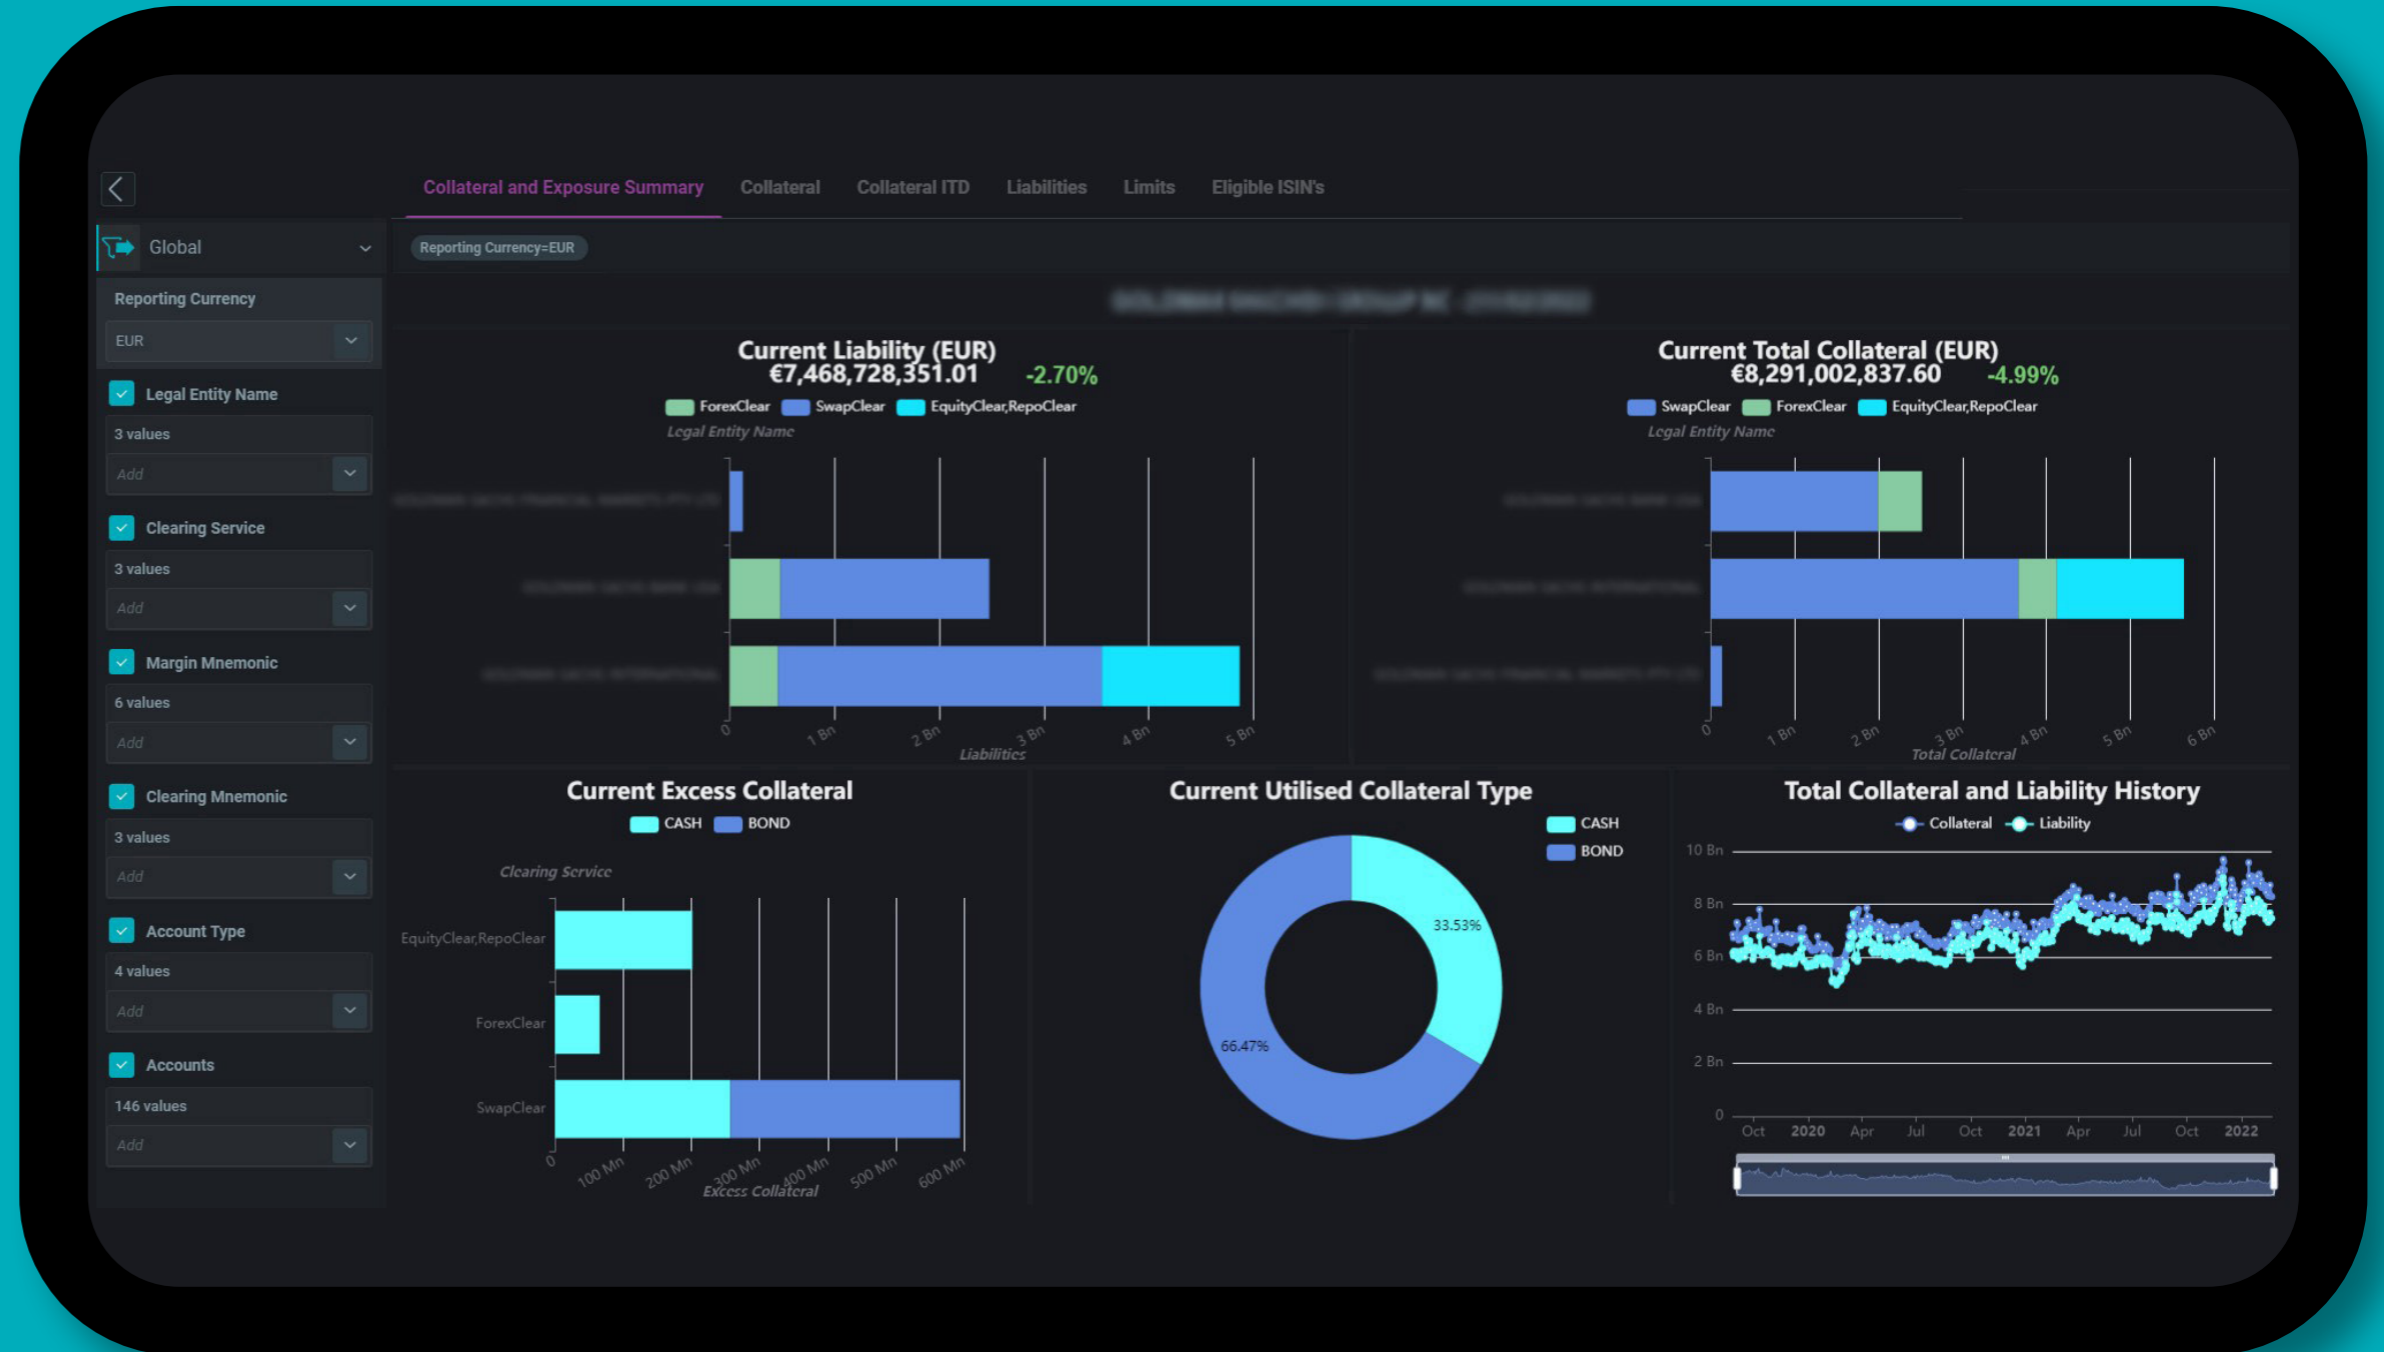 Collateral and Exposure Summary Collateral Collateral ITD Liabilities Limits Eligible ISIN's
Global
Reporting Currency=EUR
Reporting Currency
EUR
Legal Entity Name
3 values
Add
Clearing Service
3 values
Add
Margin Mnemonic
6 values
Add
Clearing Mnemonic
3 values
Add
Account Type
4 values
Add
Accounts
146 values
Add
Current Liability (EUR)
€7,468,728,351.01 -2.70%
ForexClear SwapClear EquityClear,RepoClear
Legal Entity Name
0 1 Bn 2 Bn 3 Bn 4 Bn 5 Bn
Liabilities
Current Total Collateral (EUR)
€8,291,002,837.60 -4.99%
SwapClear ForexClear EquityClear,RepoClear
Legal Entity Name
0 1 Bn 2 Bn 3 Bn 4 Bn 5 Bn 6 Bn
Total Collateral
Current Excess Collateral
CASH BOND
Clearing Service
EquityClear,RepoClear
ForexClear
SwapClear
0 100 Mn 200 Mn 300 Mn 400 Mn 500 Mn 600 Mn
Excess Collateral
Current Utilised Collateral Type
CASH
BOND
33.53%
66.47%
Total Collateral and Liability History
Collateral Liability
10 Bn
8 Bn
6 Bn
4 Bn
2 Bn
0
Oct 2020 Apr Jul Oct 2021 Apr Jul Oct 2022